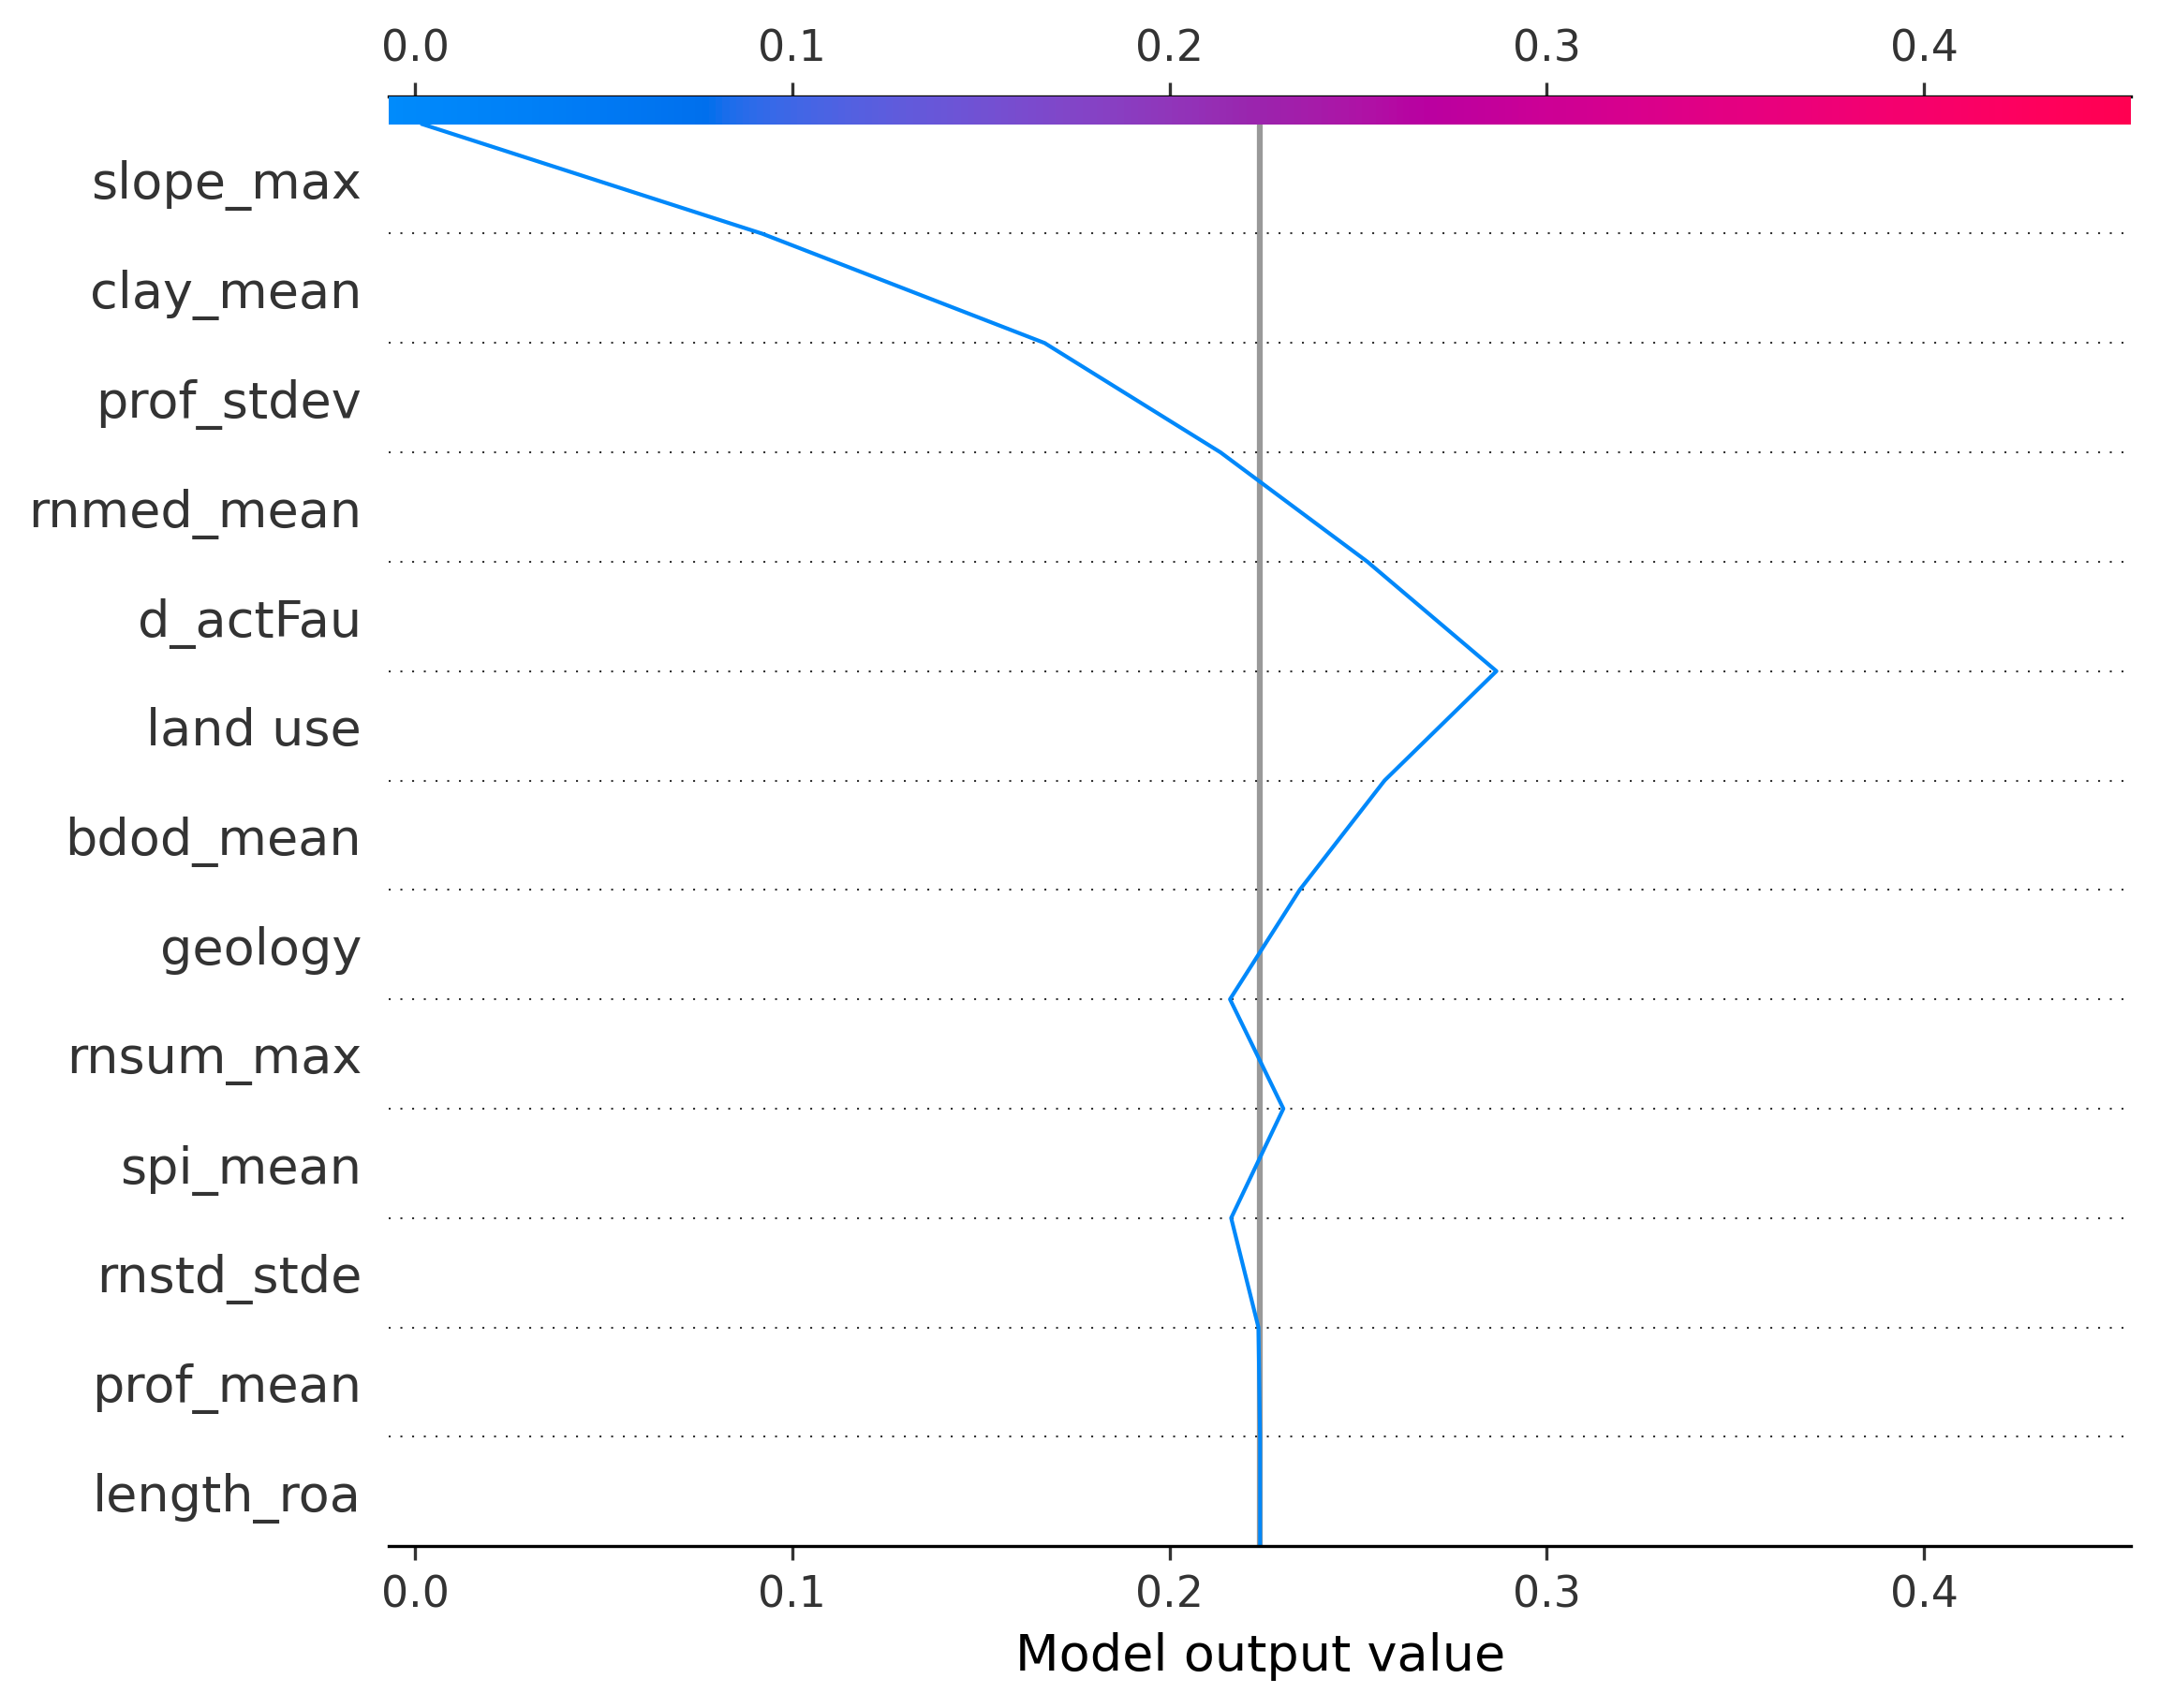 0.0 0.1 0.2 0.3 0.4
slope_max
clay_mean
prof_stdev
rnmed_mean
d_actFau
land use
bdod_mean
geology
rnsum_max
spi_mean
rnstd_stde
prof_mean
length_roa
0.0 0.1 0.2 0.3 0.4
Model output value